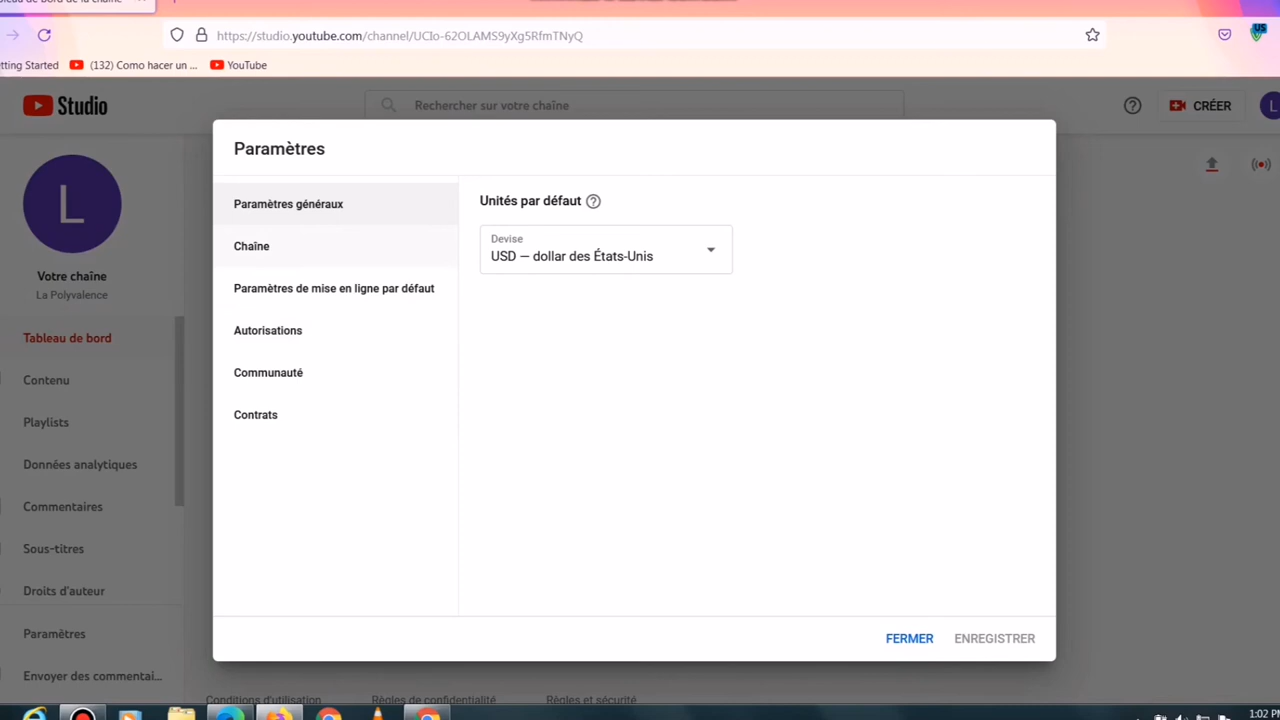 https://studio.youtube.com/channel/UCIo-62OLAMS9yXg5RfmTNyQ
US
tting Started
(132) Como hacer un ...
YouTube
Studio
Rechercher sur votre chaîne
CRÉER
L
Paramètres
L
Votre chaîne
La Polyvalence
Tableau de bord
Contenu
Playlists
Données analytiques
Commentaires
Sous-titres
Droits d'auteur
Paramètres
Envoyer des commentai...
Paramètres généraux
Chaîne
Paramètres de mise en ligne par défaut
Autorisations
Communauté
Contrats
Unités par défaut
Devise
USD — dollar des États-Unis
FERMER
ENREGISTRER
Conditions d'utilisation
Règles de confidentialité
Règles et sécurité
1:02 PM